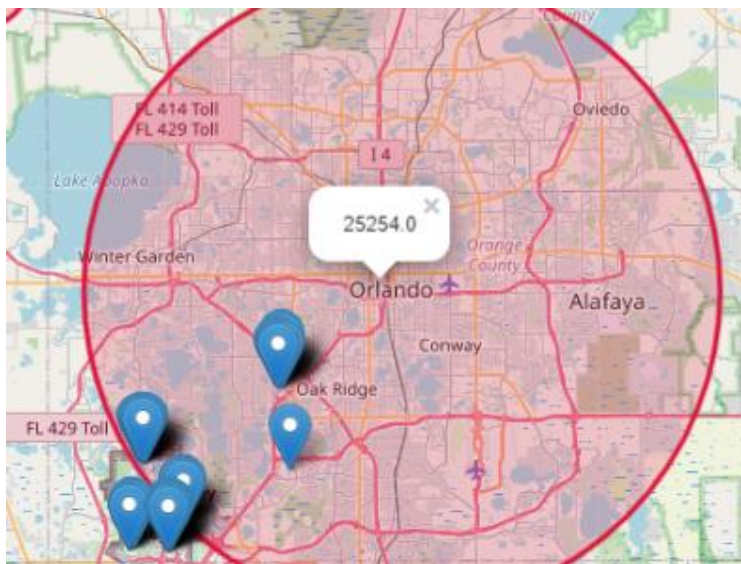 County
FL 414 Toll
FL 429 Toll
Oviedo
I 4
Lake Apopka
×
25254.0
Winter Garden
Orange
County
Orlando
Alafaya
Conway
Oak Ridge
FL 429 Toll